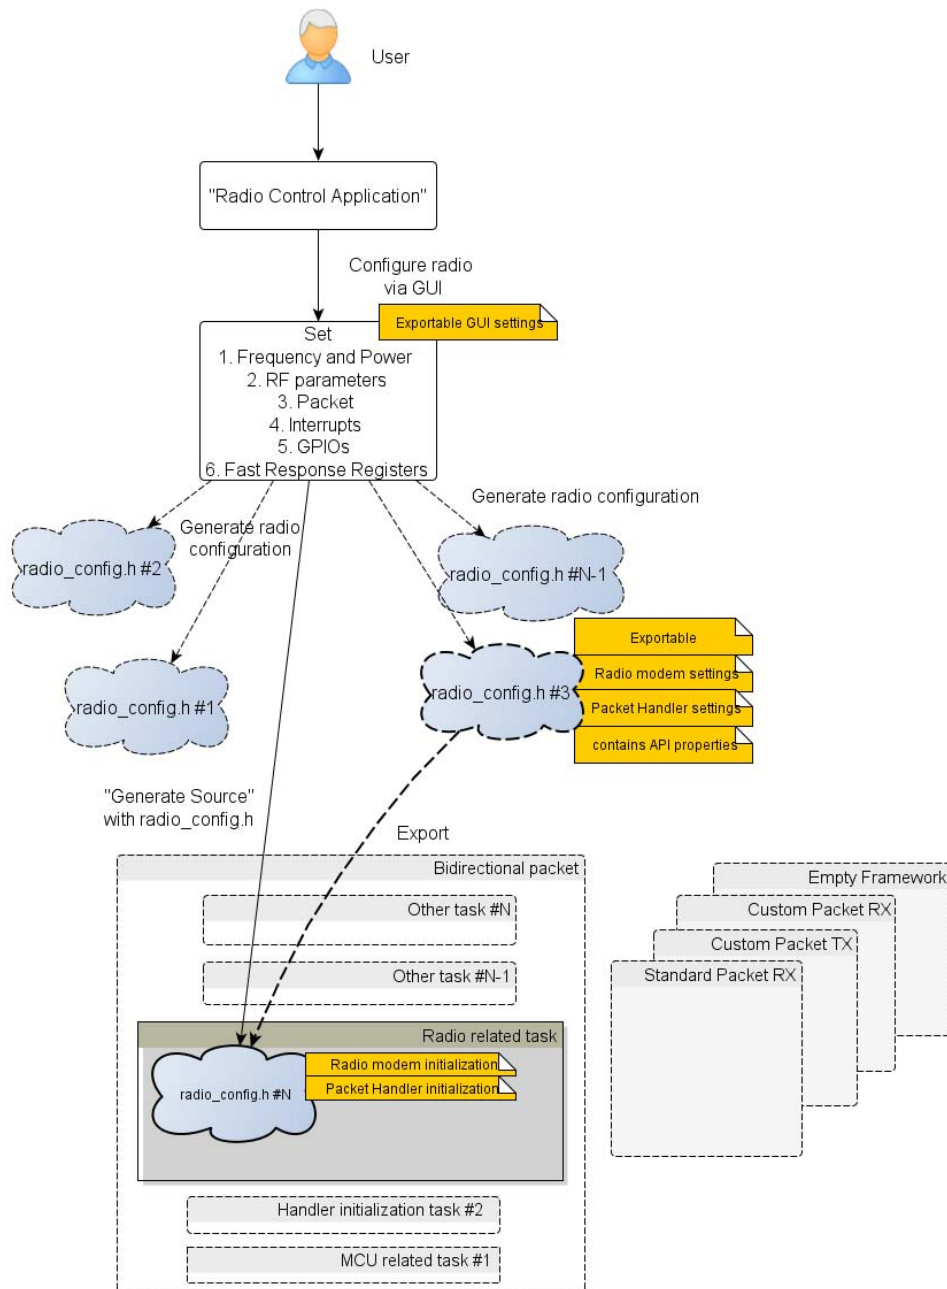 User
"Radio Control Application"
Configure radio
via GUI
Exportable GUI settings
Set
1. Frequency and Power
2. RF parameters
3. Packet
4. Interrupts
5. GPIOs
6. Fast Response Registers
Generate radio configuration
Generate radio
configuration
radio_config.h #2
radio_config.h #N-1
Exportable
Radio modem settings
Packet Handler settings
contains API properties
radio_config.h #3
radio_config.h #1
"Generate Source"
with radio_config.h
Export
Bidirectional packet
Other task #N
Other task #N-1
Radio related task
radio_config.h #N
Radio modem initialization
Packet Handler initialization
Handler initialization task #2
MCU related task #1
Empty Framework
Custom Packet RX
Custom Packet TX
Standard Packet RX